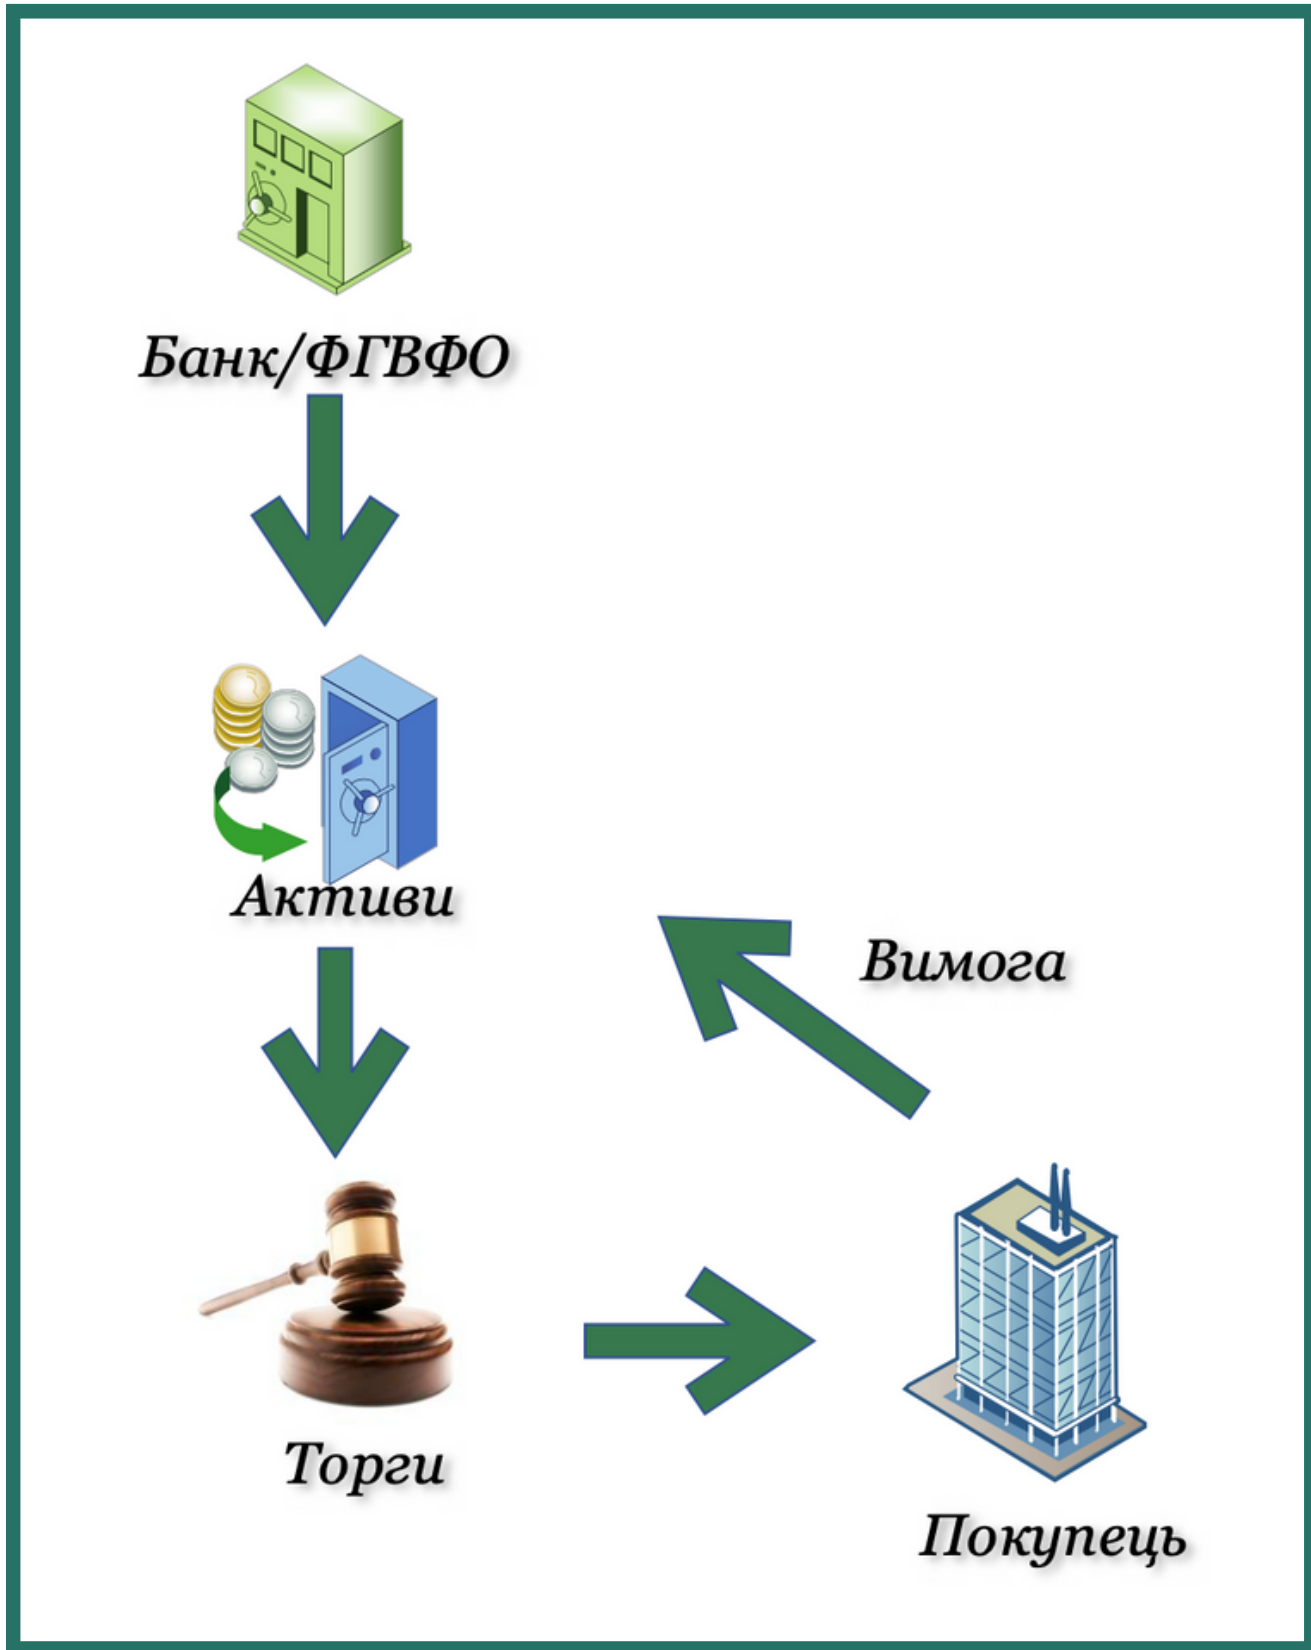 Банк/ФГВФО
Активи
Вимога
Торги
Покупець